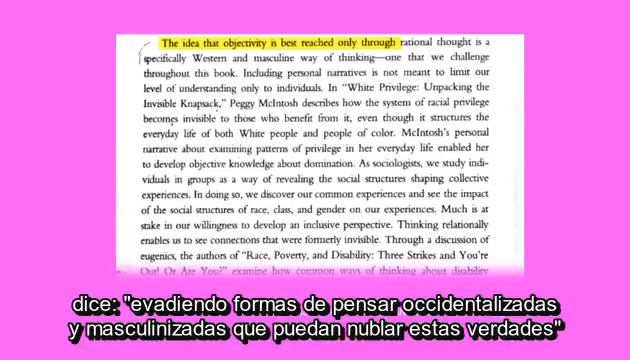 The idea that objectivity is best reached only through rational thought is a
specifically Western and masculine way of thinking—one that we challenge
throughout this book. Including personal narratives is not meant to limit our
level of understanding only to individuals. In “White Privilege: Unpacking the
Invisible Knapsack,” Peggy McIntosh describes how the system of racial privilege
becomes invisible to those who benefit from it, even though it structures the
everyday life of both White people and people of color. McIntosh's personal
narrative about examining patterns of privilege in her everyday life enabled her
to develop objective knowledge about domination. As sociologists, we study indi-
viduals in groups as a way of revealing the social structures shaping collective
experiences. In doing so, we discover our common experiences and see the impact
of the social structures of race, class, and gender on our experiences. Much is at
stake in our willingness to develop an inclusive perspective. Thinking relationally
enables us to see connections that were formerly invisible. Through a discussion of
eugenics, the authors of “Race, Poverty, and Disability: Three Strikes and You're
Out! Or Are You?” examine how common ways of thinking about disability
dice: "evadiendo formas de pensar occidentalizadas
y masculinizadas que puedan nublar estas verdades"